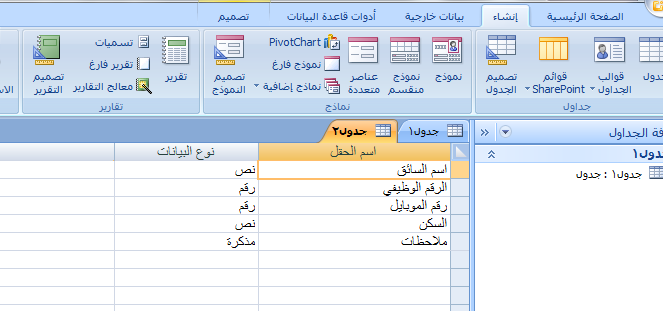 الصفحة الرئيسية إنشاء بيانات خارجية أدوات قاعدة البيانات تصميم
جدول
قوالب الجداول
قوائم SharePoint
تصميم الجدول
جداول
نموذج
نموذج منقسم
عناصر متعددة
PivotChart
نموذج فارغ
نماذج إضافية
تصميم النموذج
نماذج
تقرير
تسميات
تقرير فارغ
معالج التقارير
تصميم التقرير
تقارير
فة الجداول
جدول١
جدول١ : جدول
جدول١ جدول٢
اسم الحقل نوع البيانات
اسم السائق نص
الرقم الوظيفي رقم
رقم الموبايل رقم
السكن نص
ملاحظات مذكرة